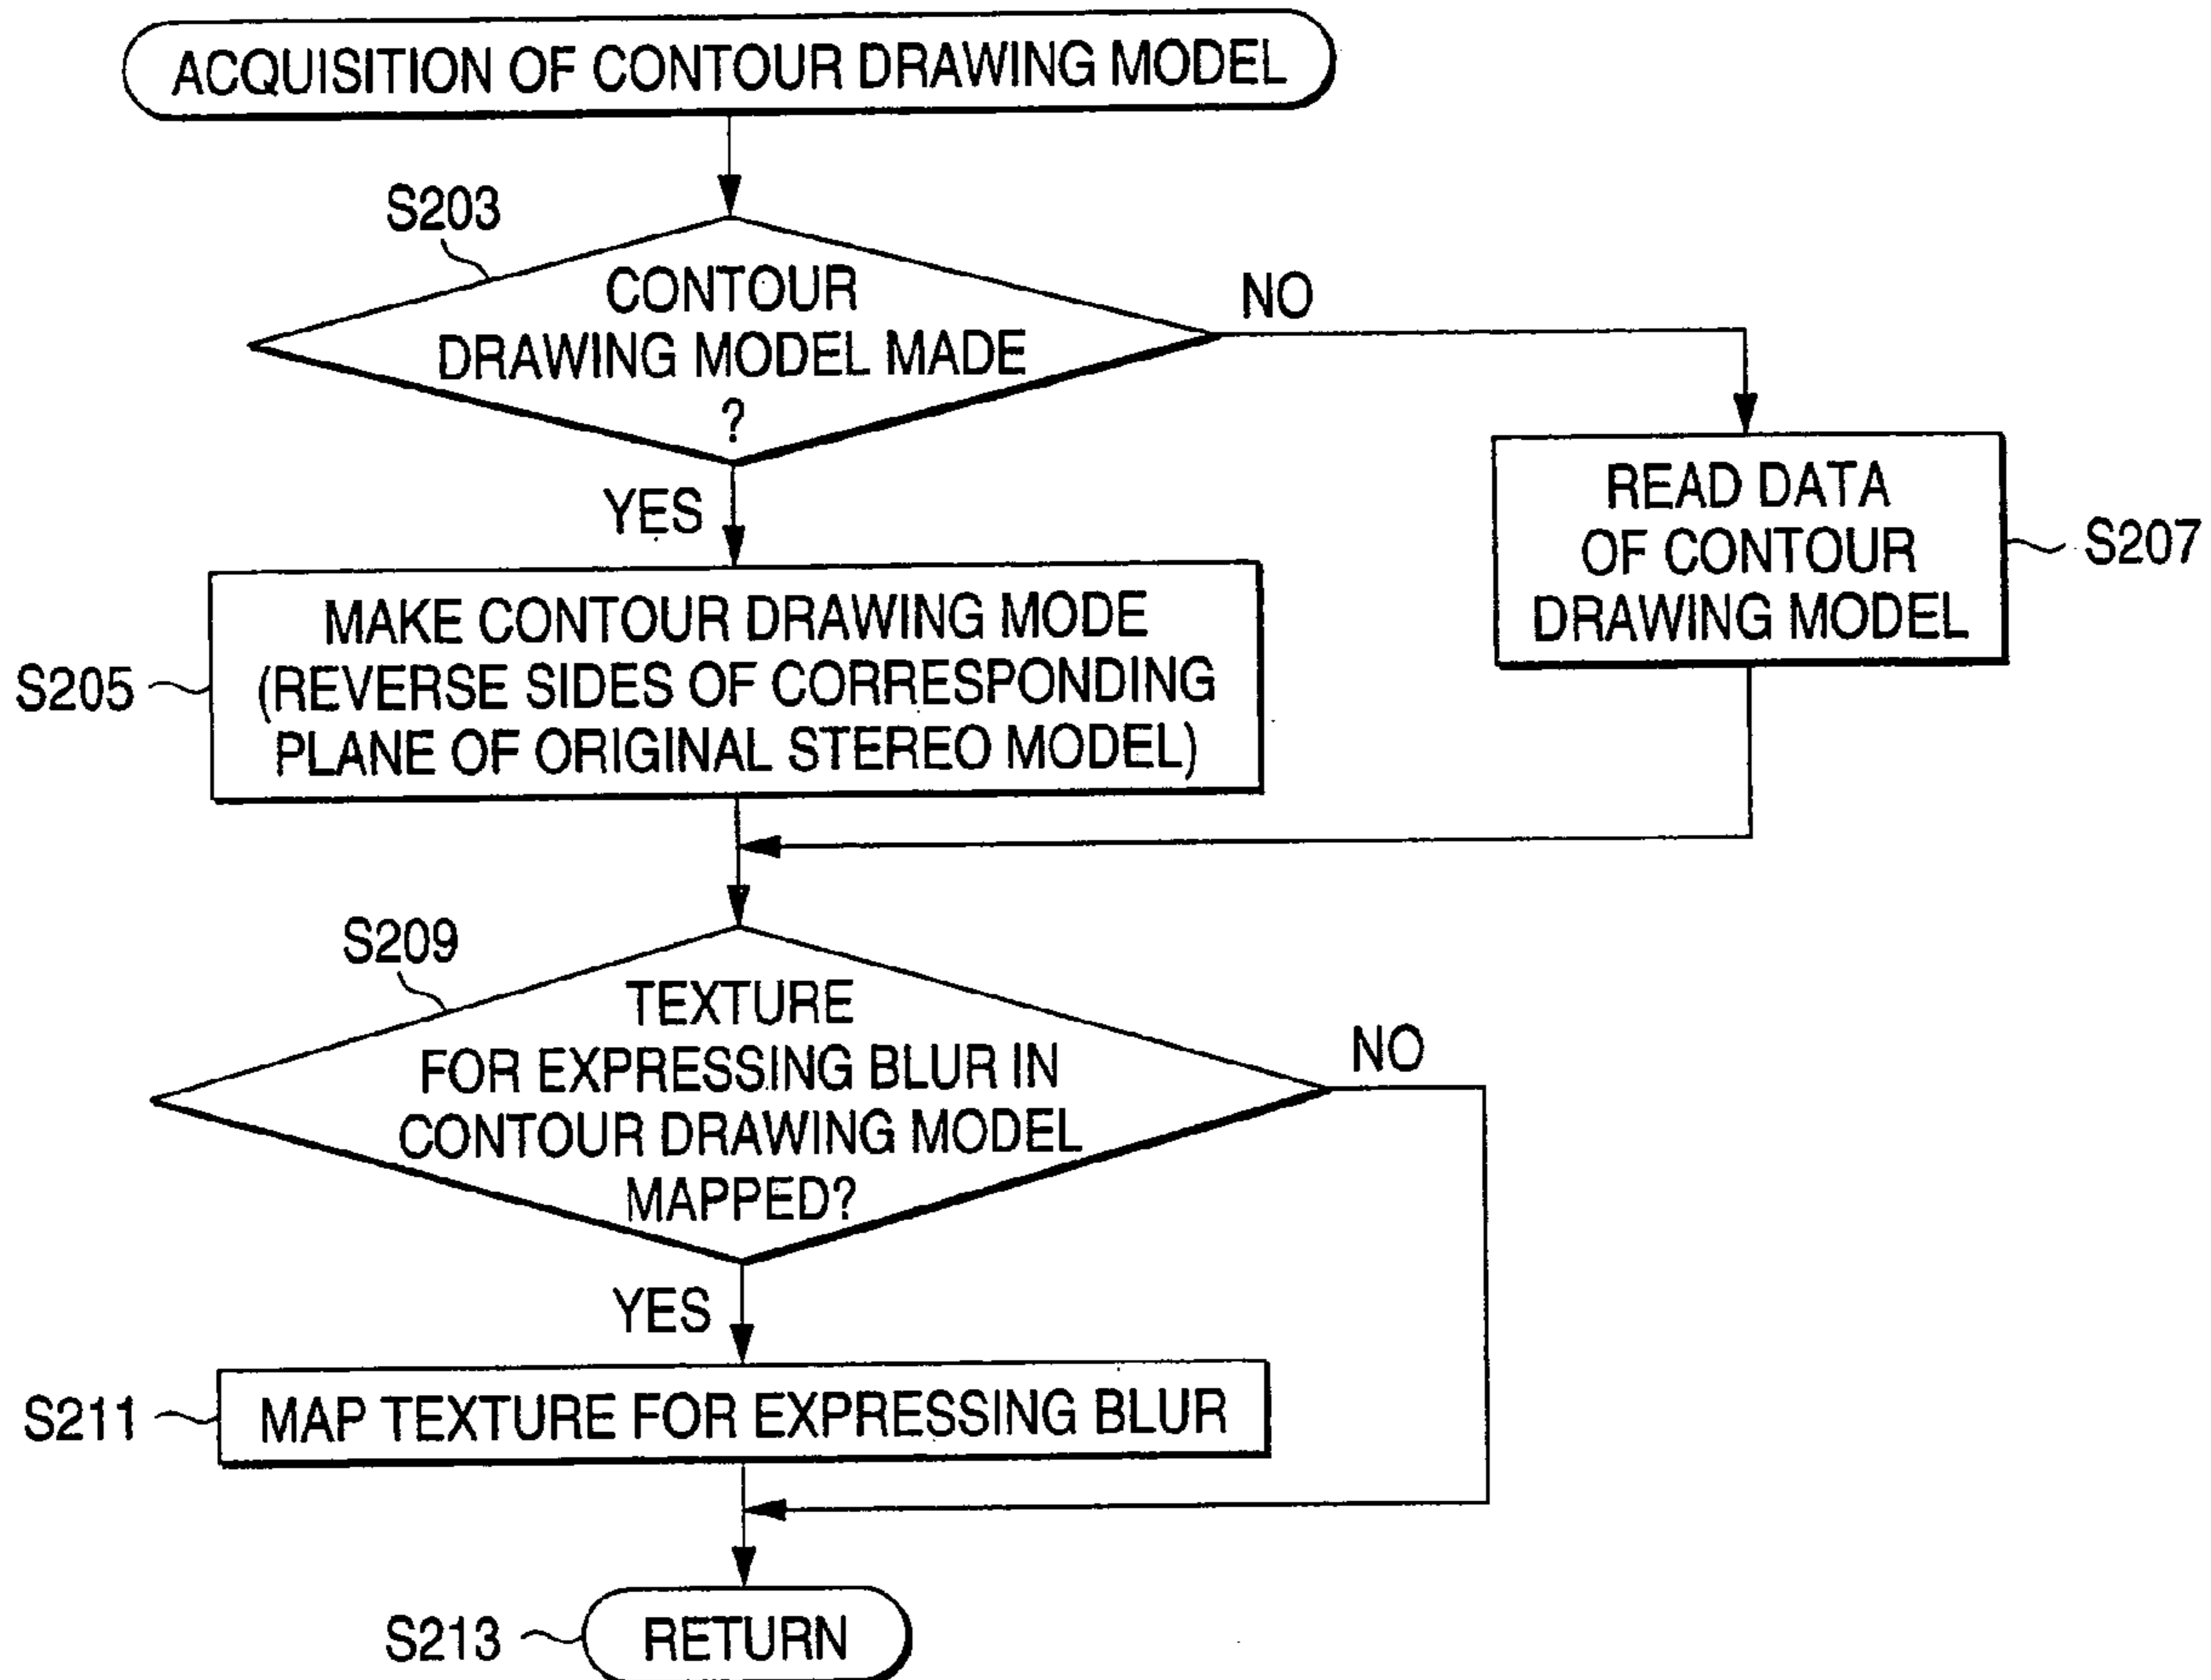 ACQUISITION OF CONTOUR DRAWING MODEL
S203
CONTOUR
DRAWING MODEL MADE
?
NO
YES
READ DATA
OF CONTOUR
DRAWING MODEL
S207
S205
MAKE CONTOUR DRAWING MODE
(REVERSE SIDES OF CORRESPONDING
PLANE OF ORIGINAL STEREO MODEL)
S209
TEXTURE
FOR EXPRESSING BLUR IN
CONTOUR DRAWING MODEL
MAPPED?
NO
YES
S211
MAP TEXTURE FOR EXPRESSING BLUR
S213
RETURN